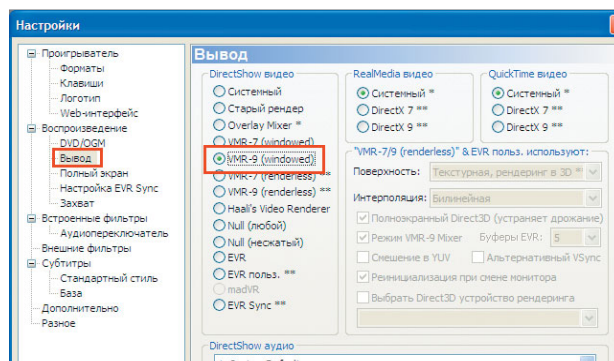 Настройки
Проигрыватель
Форматы
Клавиши
Логотип
Web-интерфейс
Воспроизведение
DVD/OGM
Вывод
Полный экран
Настройка EVR Sync
Захват
Встроенные фильтры
Аудиопереключатель
Внешние фильтры
Субтитры
Стандартный стиль
База
Дополнительно
Разное
Вывод
DirectShow видео
Системный
Старый рендер
Overlay Mixer *
VMR-7 (windowed)
VMR-9 (windowed)
VMR-7 (renderless) **
VMR-9 (renderless) **
Haali's Video Renderer
Null (любой)
Null (несжатый)
EVR
EVR польз. **
madVR
EVR Sync **
RealMedia видео
Системный *
DirectX 7 **
DirectX 9 **
QuickTime видео
Системный *
DirectX 7 **
DirectX 9 **
"VMR-7/9 (renderless)" & EVR польз. используют:
Поверхность: Текстурная, рендеринг в 3D *
Интерполяция: Билинейная
Полноэкранный Direct3D (устраняет дрожание)
Режим VMR-9 Mixer Буферы EVR: 5
Смешение в YUV Альтернативный VSync
Реинициализация при смене монитора
Выбрать Direct3D устройство рендеринга
DirectShow аудио